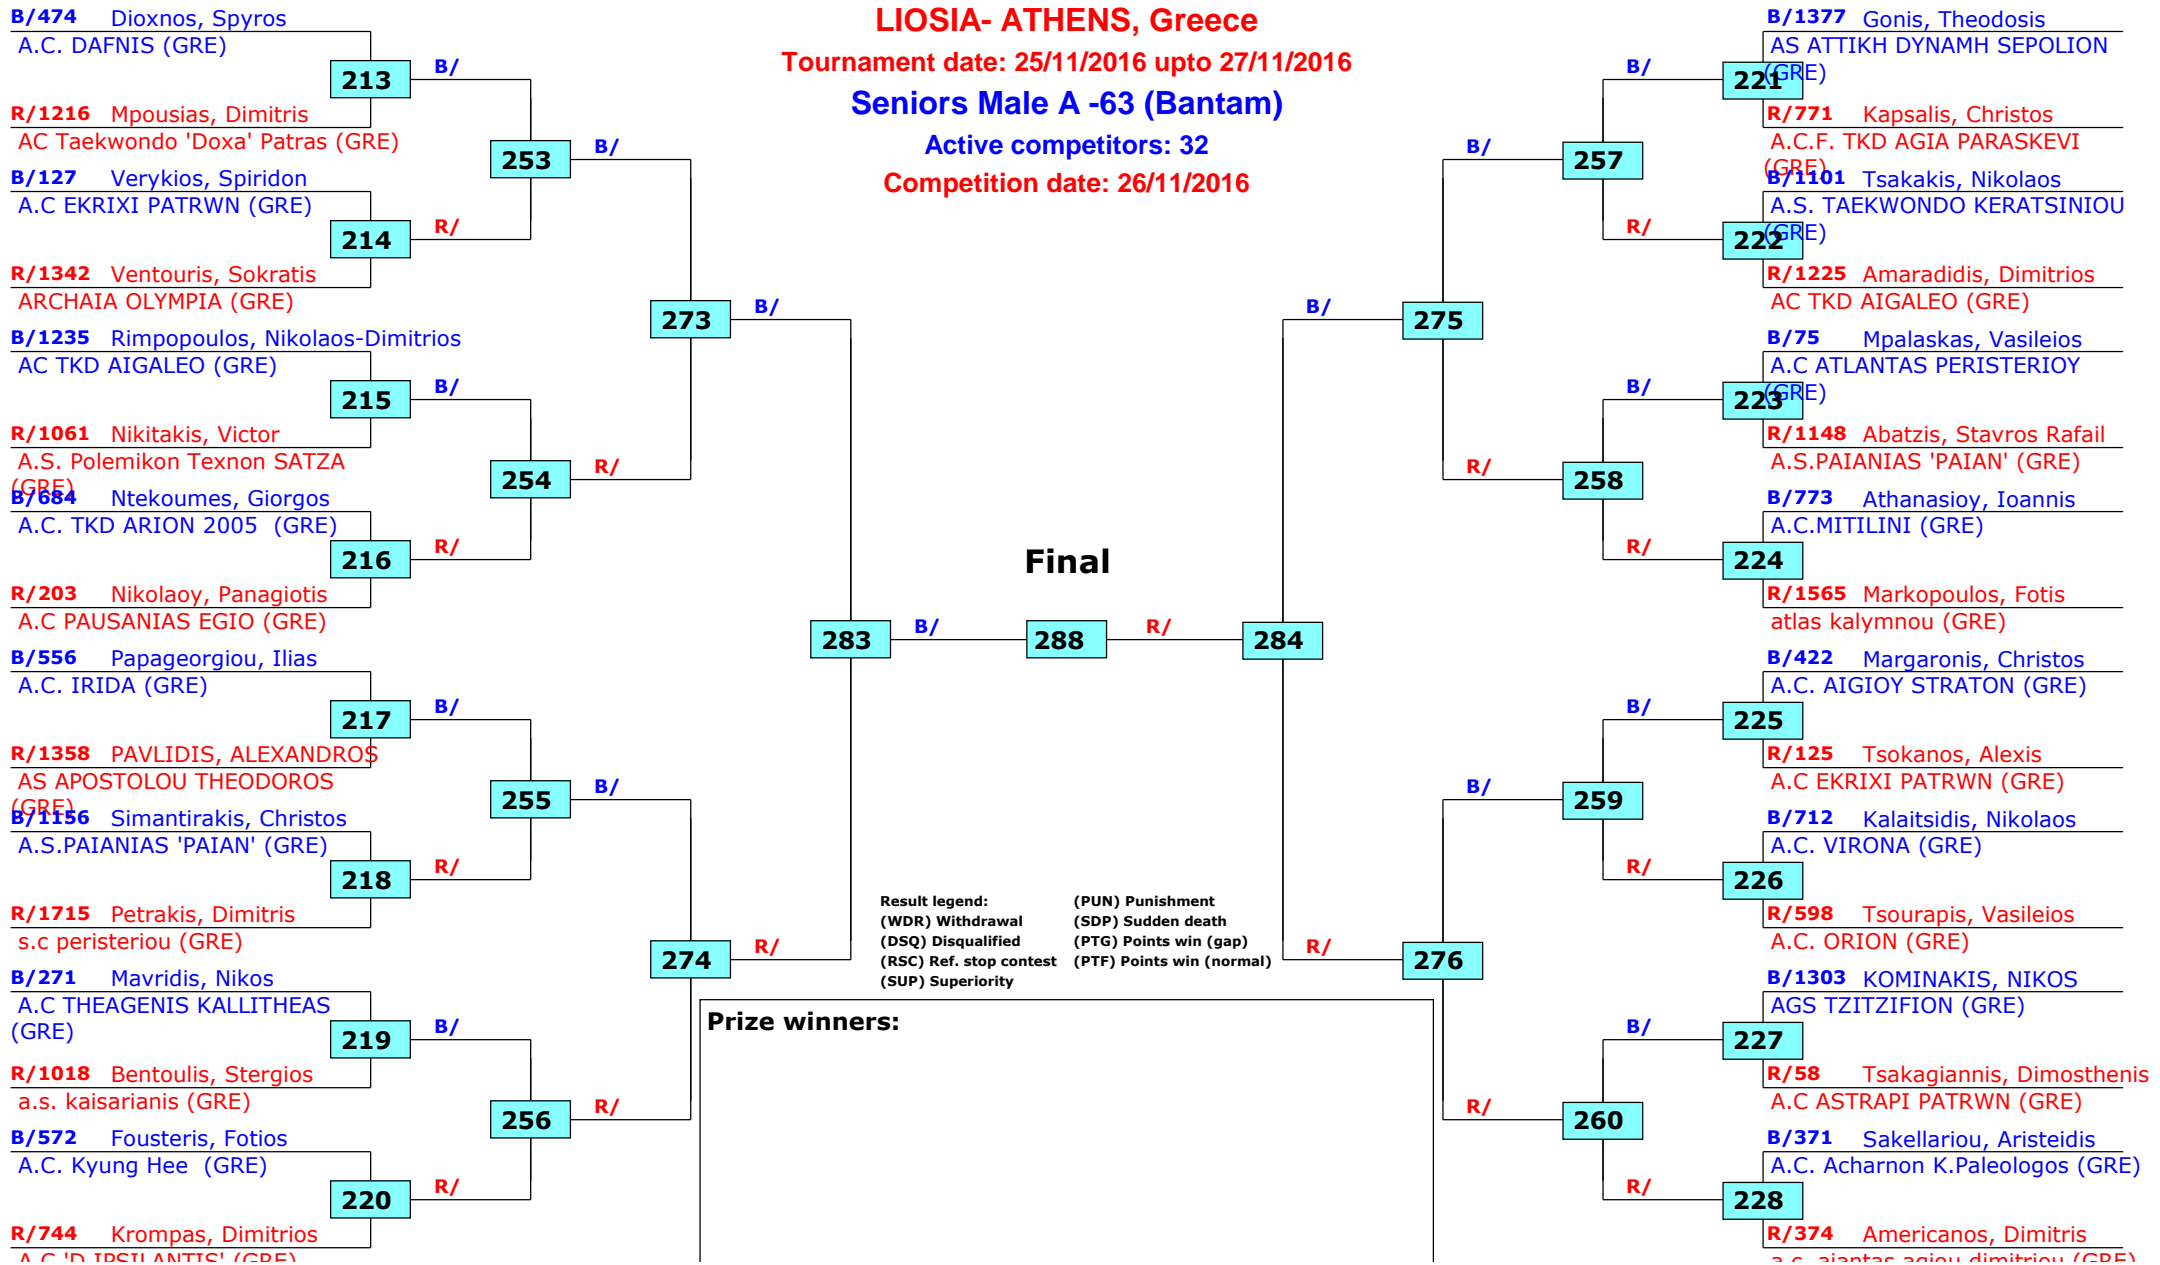 LIOSIA- ATHENS, Greece
Tournament date: 25/11/2016 upto 27/11/2016
Seniors Male A -63 (Bantam)
Active competitors: 32
Competition date: 26/11/2016
B/474 Dioxnos, Spyros
A.C. DAFNIS (GRE)
213
B/
R/1216 Mpousias, Dimitris
AC Taekwondo 'Doxa' Patras (GRE)
253
B/
B/127 Verykios, Spiridon
A.C EKRIXI PATRWN (GRE)
214
R/
R/1342 Ventouris, Sokratis
ARCHAIA OLYMPIA (GRE)
273
B/
B/1235 Rimpopoulos, Nikolaos-Dimitrios
AC TKD AIGALEO (GRE)
215
B/
R/1061 Nikitakis, Victor
A.S. Polemikon Texnon SATZA
(GRE)
254
R/
B/684 Ntekoumes, Giorgos
A.C. TKD ARION 2005 (GRE)
216
R/
R/203 Nikolaoy, Panagiotis
A.C PAUSANIAS EGIO (GRE)
283
B/
B/556 Papageorgiou, Ilias
A.C. IRIDA (GRE)
217
B/
R/1358 PAVLIDIS, ALEXANDROS
AS APOSTOLOU THEODOROS
(GRE)
255
B/
B/1156 Simantirakis, Christos
A.S.PAIANIAS 'PAIAN' (GRE)
218
R/
R/1715 Petrakis, Dimitris
s.c peristeriou (GRE)
274
R/
B/271 Mavridis, Nikos
A.C THEAGENIS KALLITHEAS
(GRE)
219
B/
R/1018 Bentoulis, Stergios
a.s. kaisarianis (GRE)
256
R/
B/572 Fousteris, Fotios
A.C. Kyung Hee (GRE)
220
R/
R/744 Krompas, Dimitrios
A.C 'D.IPSILANTIS' (GRE)
Final
288
R/
284
B/1377 Gonis, Theodosis
AS ATTIKH DYNAMH SEPOLION
(GRE)
B/
221
R/771 Kapsalis, Christos
A.C.F. TKD AGIA PARASKEVI
(GRE)
B/
257
B/1101 Tsakakis, Nikolaos
A.S. TAEKWONDO KERATSINIOU
(GRE)
R/
222
R/1225 Amaradidis, Dimitrios
AC TKD AIGALEO (GRE)
B/
275
B/75 Mpalaskas, Vasileios
A.C ATLANTAS PERISTERIOY
(GRE)
B/
223
R/1148 Abatzis, Stavros Rafail
A.S.PAIANIAS 'PAIAN' (GRE)
R/
258
B/773 Athanasioy, Ioannis
A.C.MITILINI (GRE)
R/
224
R/1565 Markopoulos, Fotis
atlas kalymnou (GRE)
B/422 Margaronis, Christos
A.C. AIGIOY STRATON (GRE)
B/
225
R/125 Tsokanos, Alexis
A.C EKRIXI PATRWN (GRE)
B/
259
B/712 Kalaitsidis, Nikolaos
A.C. VIRONA (GRE)
R/
226
R/598 Tsourapis, Vasileios
A.C. ORION (GRE)
R/
276
B/1303 KOMINAKIS, NIKOS
AGS TZITZIFION (GRE)
B/
227
R/58 Tsakagiannis, Dimosthenis
A.C ASTRAPI PATRWN (GRE)
R/
260
B/371 Sakellariou, Aristeidis
A.C. Acharnon K.Paleologos (GRE)
R/
228
R/374 Americanos, Dimitris
a.c. aiantas agiou dimitriou (GRE)
Result legend:
(WDR) Withdrawal
(DSQ) Disqualified
(RSC) Ref. stop contest
(SUP) Superiority
(PUN) Punishment
(SDP) Sudden death
(PTG) Points win (gap)
(PTF) Points win (normal)
Prize winners: